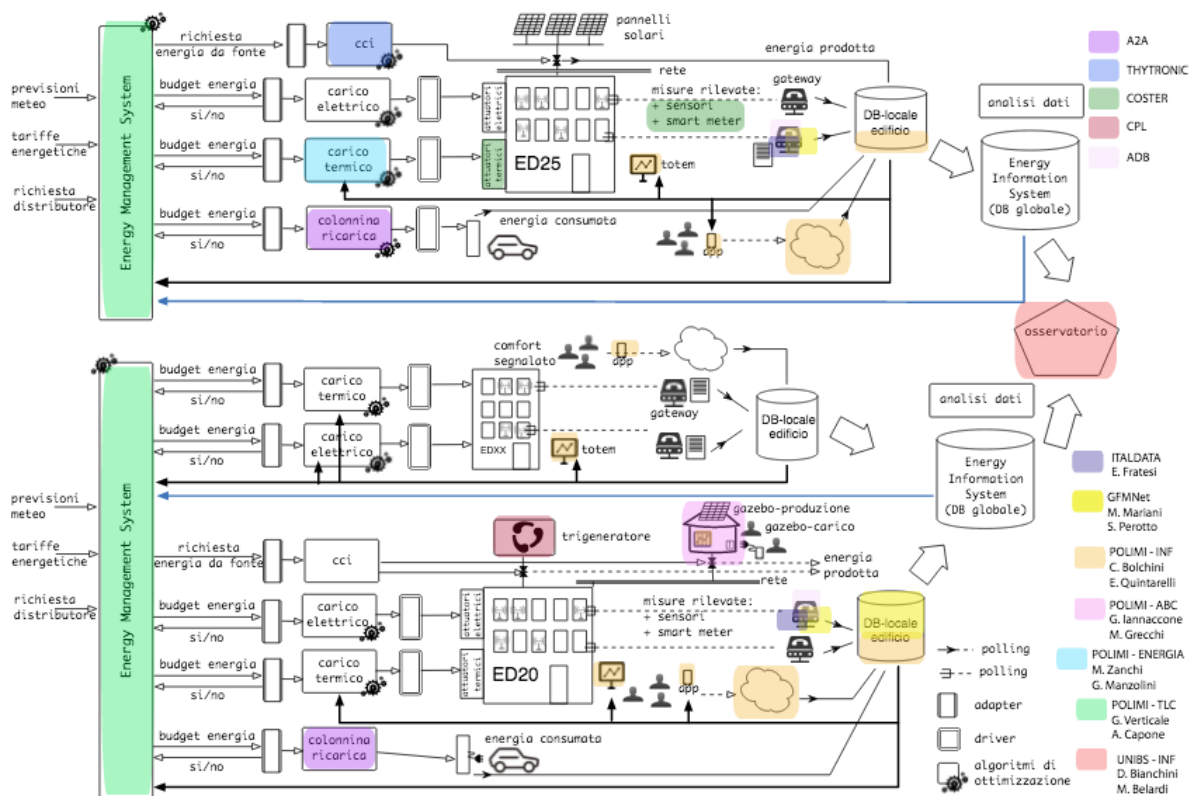 pannelli
solari
richiesta
energia da fonte
cci
energia prodotta
rete
previsioni
meteo
tariffe
energetiche
richiesta
distributore
Energy Management System
budget energia
si/no
carico
elettrico
attuatori
elettrici
misure rilevate:
+ sensori
+ smart meter
gateway
DB-locale
edificio
analisi dati
Energy
Information
System
(DB globale)
budget energia
si/no
carico
termico
attuatori
termici
ED25
totem
budget energia
si/no
colonnina
ricarica
energia consumata
app
A2A
THYTRONIC
COSTER
CPL
ADB
osservatorio
comfort
segnalato
app
budget energia
si/no
carico
termico
gateway
DB-locale
edificio
budget energia
si/no
carico
elettrico
EDXX
totem
analisi dati
Energy
Information
System
(DB globale)
previsioni
meteo
tariffe
energetiche
richiesta
distributore
Energy Management System
richiesta
energia da fonte
cci
trigeneratore
gazebo-produzione
gazebo-carico
energia
prodotta
rete
budget energia
si/no
carico
elettrico
attuatori
elettrici
misure rilevate:
+ sensori
+ smart meter
DB-locale
edificio
budget energia
si/no
carico
termico
attuatori
termici
ED20
app
budget energia
si/no
colonnina
ricarica
energia consumata
ITALDATA
E. Fratesi
GFMNet
M. Mariani
S. Perotto
POLIMI - INF
C. Bolchini
E. Quintarelli
POLIMI - ABC
G. Iannaccone
M. Grecchi
POLIMI - ENERGIA
M. Zanchi
G. Manzolini
POLIMI - TLC
G. Verticale
A. Capone
UNIBS - INF
D. Bianchini
M. Belardi
polling
polling
adapter
driver
algoritmi di
ottimizzazione